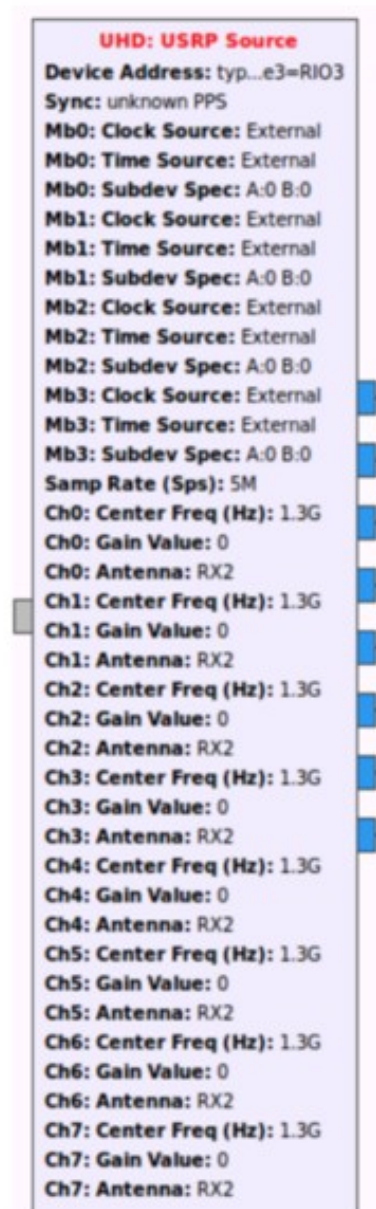 UHD: USRP Source
Device Address: typ...e3=RIO3
Sync: unknown PPS
Mb0: Clock Source: External
Mb0: Time Source: External
Mb0: Subdev Spec: A:0 B:0
Mb1: Clock Source: External
Mb1: Time Source: External
Mb1: Subdev Spec: A:0 B:0
Mb2: Clock Source: External
Mb2: Time Source: External
Mb2: Subdev Spec: A:0 B:0
Mb3: Clock Source: External
Mb3: Time Source: External
Mb3: Subdev Spec: A:0 B:0
Samp Rate (Sps): 5M
Ch0: Center Freq (Hz): 1.3G
Ch0: Gain Value: 0
Ch0: Antenna: RX2
Ch1: Center Freq (Hz): 1.3G
Ch1: Gain Value: 0
Ch1: Antenna: RX2
Ch2: Center Freq (Hz): 1.3G
Ch2: Gain Value: 0
Ch2: Antenna: RX2
Ch3: Center Freq (Hz): 1.3G
Ch3: Gain Value: 0
Ch3: Antenna: RX2
Ch4: Center Freq (Hz): 1.3G
Ch4: Gain Value: 0
Ch4: Antenna: RX2
Ch5: Center Freq (Hz): 1.3G
Ch5: Gain Value: 0
Ch5: Antenna: RX2
Ch6: Center Freq (Hz): 1.3G
Ch6: Gain Value: 0
Ch6: Antenna: RX2
Ch7: Center Freq (Hz): 1.3G
Ch7: Gain Value: 0
Ch7: Antenna: RX2